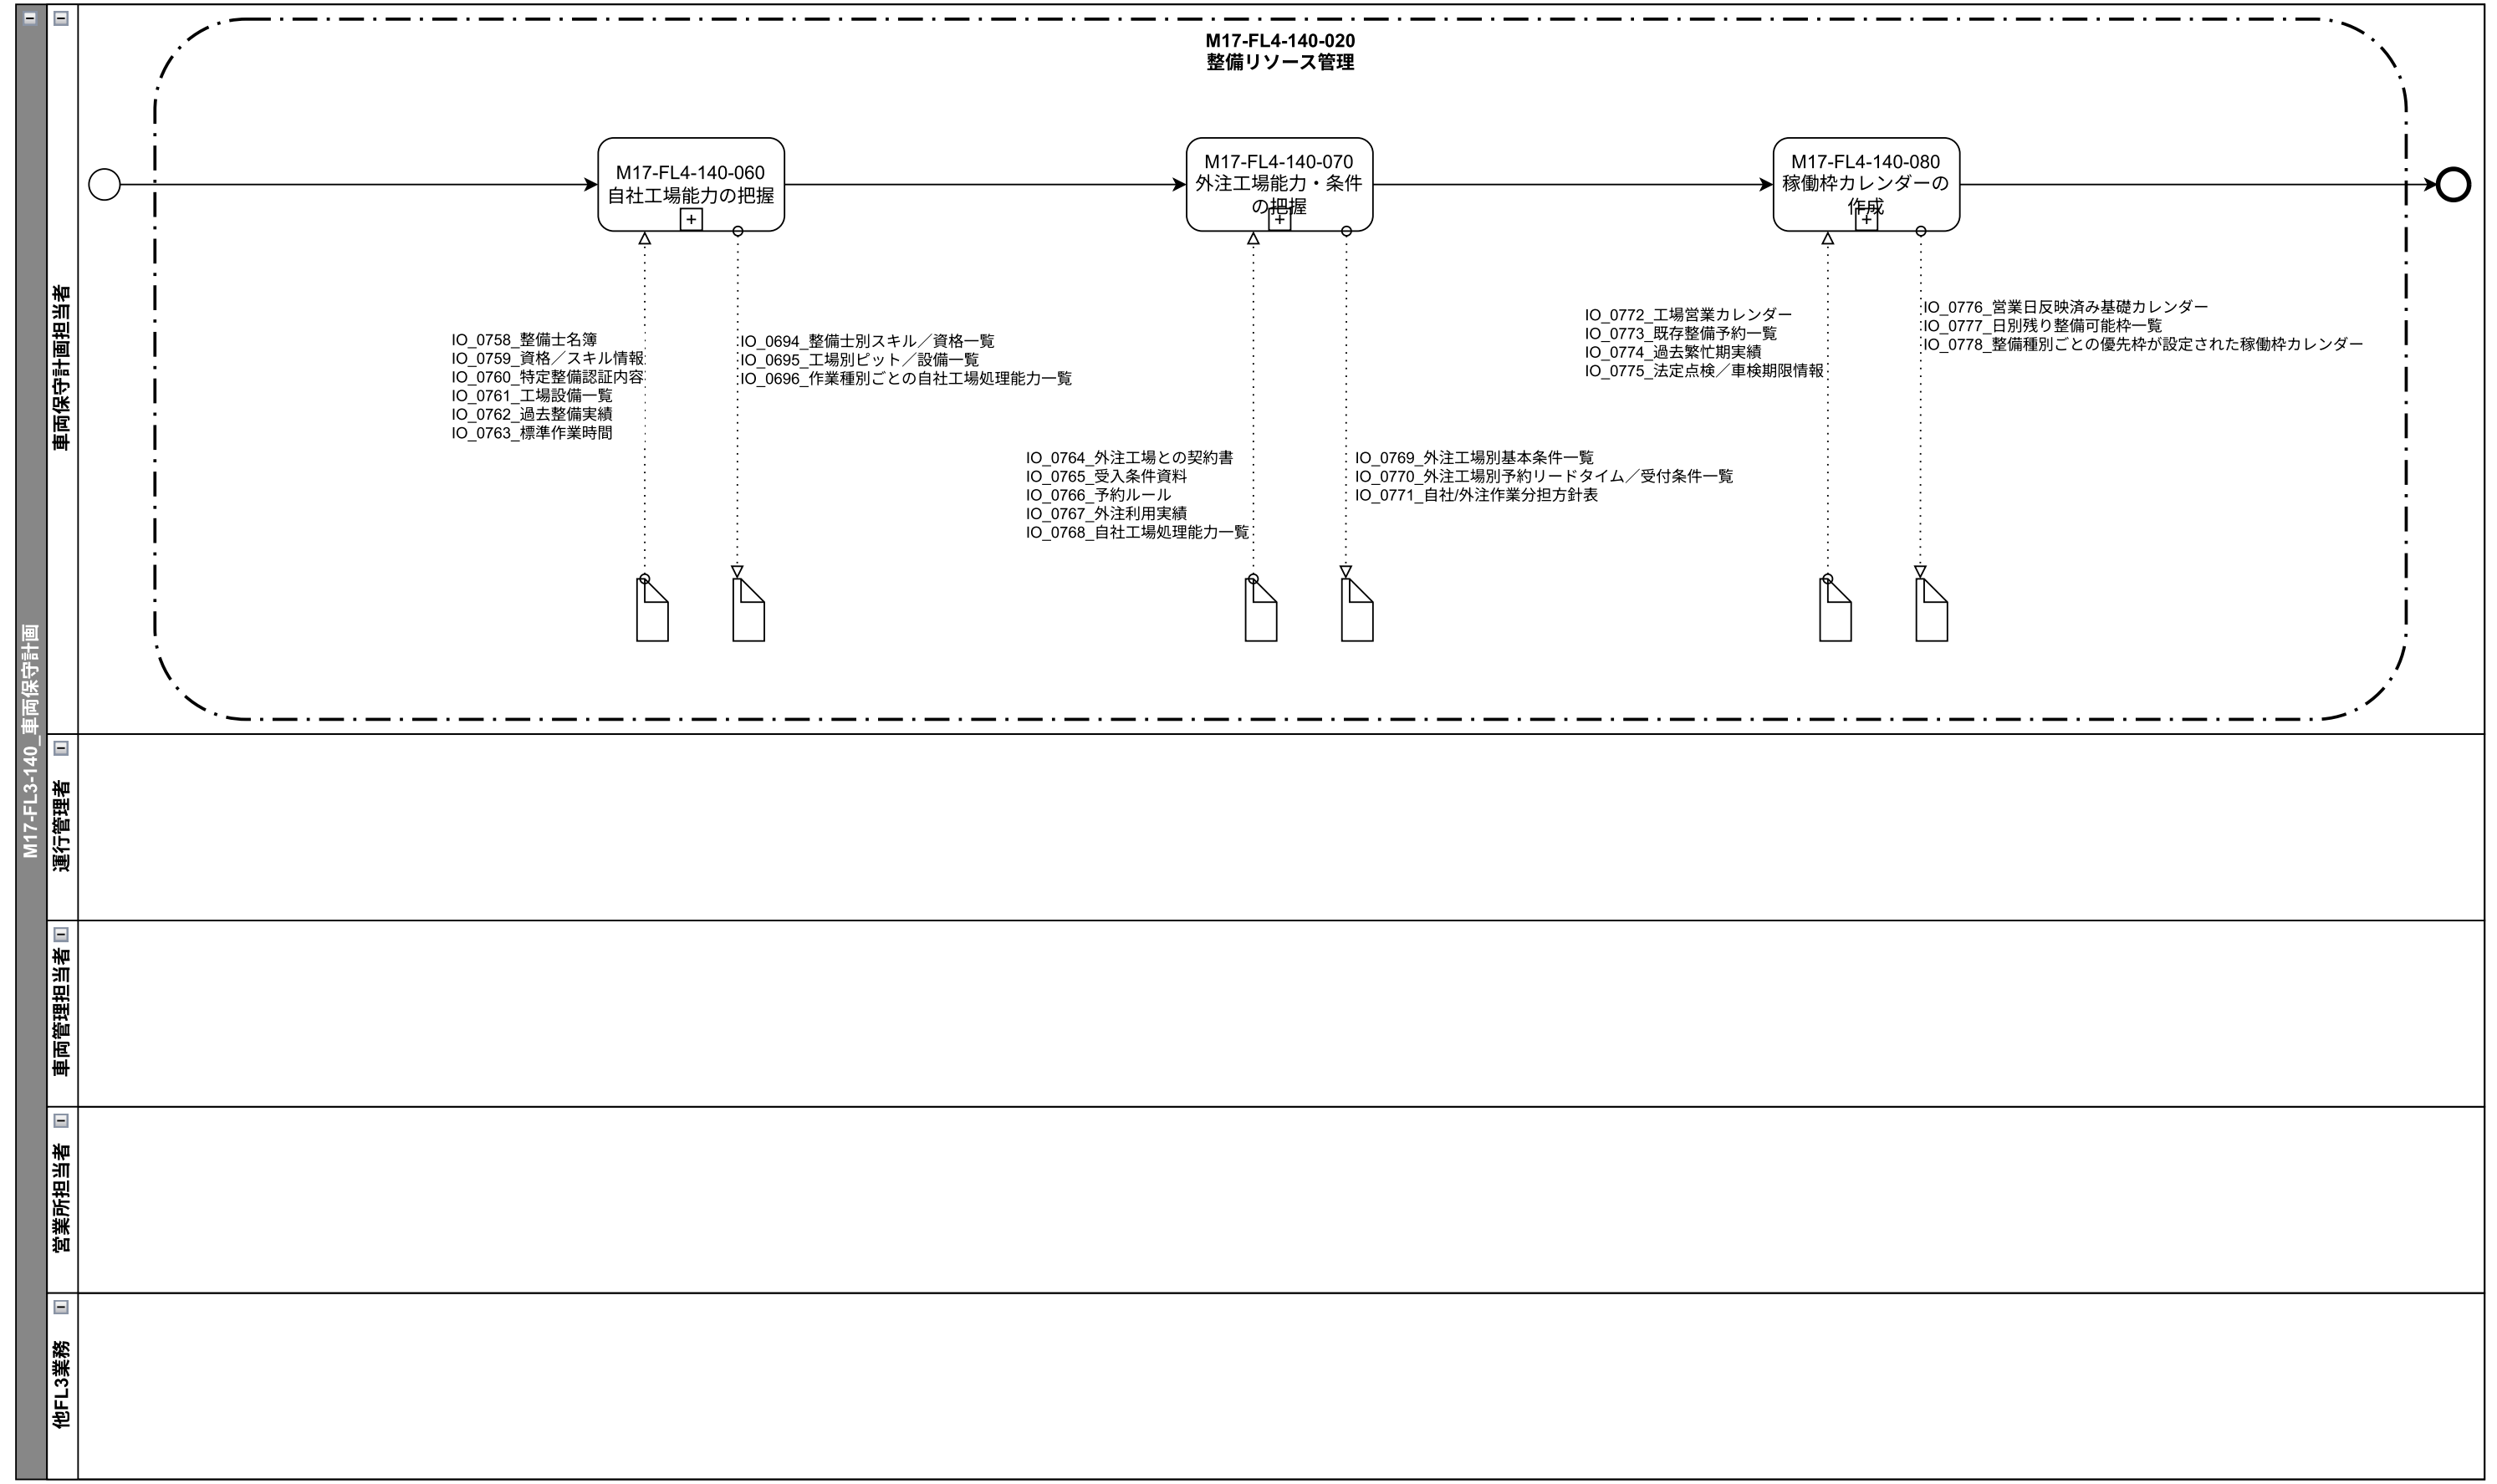 M17-FL3-140_車両保守計画
車両保守計画担当者
M17-FL4-140-020
整備リソース管理
M17-FL4-140-060
自社工場能力の把握
M17-FL4-140-070
外注工場能力・条件
の把握
M17-FL4-140-080
稼働枠カレンダーの
作成
IO_0758_整備士名簿
IO_0759_資格／スキル情報
IO_0760_特定整備認証内容
IO_0761_工場設備一覧
IO_0762_過去整備実績
IO_0763_標準作業時間
IO_0694_整備士別スキル／資格一覧
IO_0695_工場別ピット／設備一覧
IO_0696_作業種別ごとの自社工場処理能力一覧
IO_0764_外注工場との契約書
IO_0765_受入条件資料
IO_0766_予約ルール
IO_0767_外注利用実績
IO_0768_自社工場処理能力一覧
IO_0769_外注工場別基本条件一覧
IO_0770_外注工場別予約リードタイム／受付条件一覧
IO_0771_自社/外注作業分担方針表
IO_0772_工場営業カレンダー
IO_0773_既存整備予約一覧
IO_0774_過去繁忙期実績
IO_0775_法定点検／車検期限情報
IO_0776_営業日反映済み基礎カレンダー
IO_0777_日別残り整備可能枠一覧
IO_0778_整備種別ごとの優先枠が設定された稼働枠カレンダー
運行管理者
車両管理担当者
営業所担当者
他FL3業務